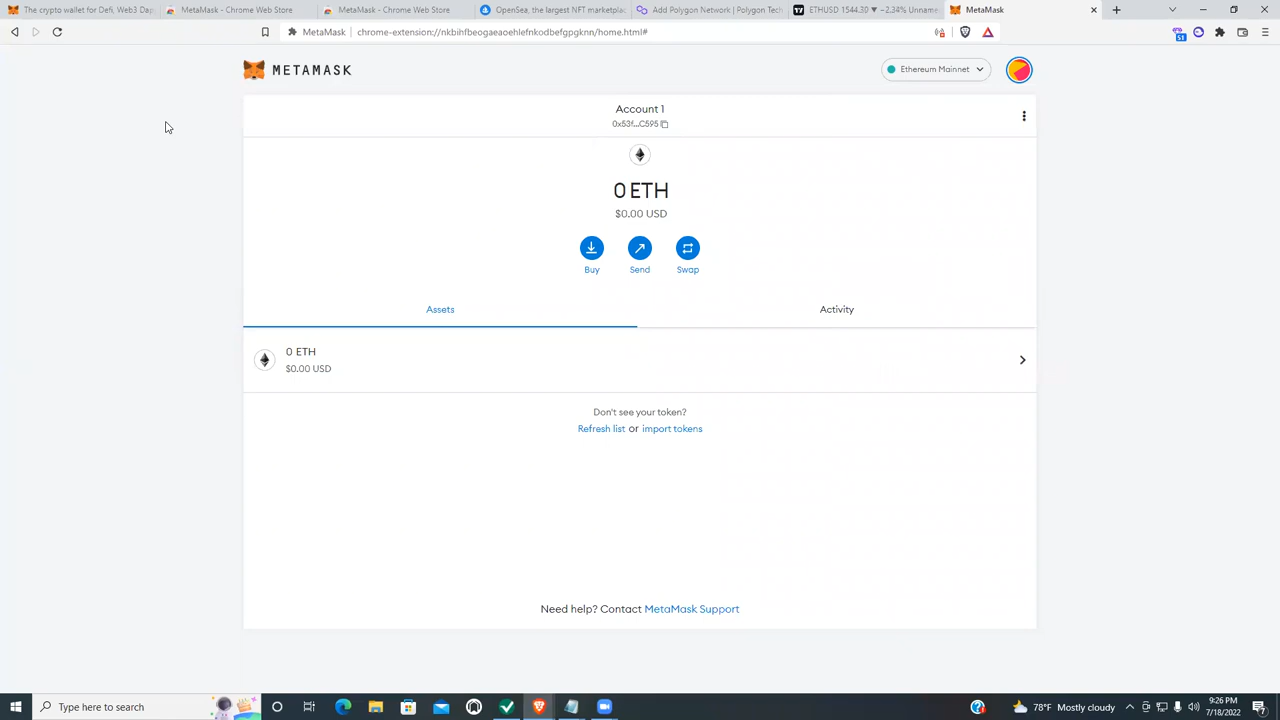 The crypto wallet for Defi, Web3 Dap
MetaMask - Chrome Web Store
MetaMask - Chrome Web Store
OpenSea, the largest NFT marketplac
Add Polygon Network | Polygon Tech
ETHUSD 1544.30 ▼ −2.34% Unname
MetaMask
MetaMask
chrome-extension://nkbihfbeogaeaoehlefnkodbefgpgknn/home.html#
51
METAMASK
Ethereum Mainnet
Account 1
0x53f...C595
0 ETH
$0.00 USD
Buy
Send
Swap
Assets
Activity
0 ETH
$0.00 USD
Don't see your token?
Refresh list or import tokens
Need help? Contact MetaMask Support
Type here to search
78°F Mostly cloudy
9:26 PM
7/18/2022